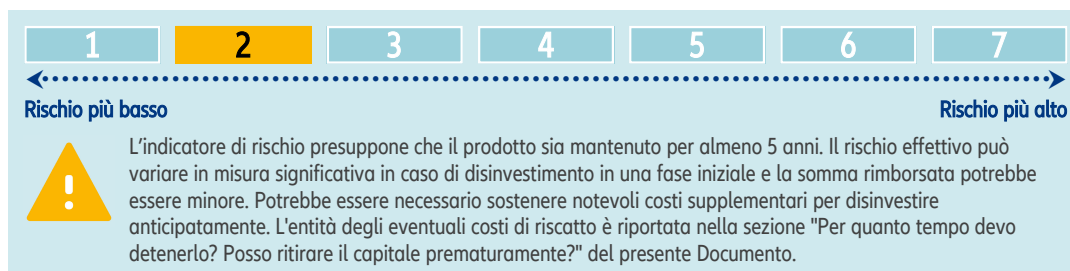 1 2 3 4 5 6 7
Rischio più basso Rischio più alto
L'indicatore di rischio presuppone che il prodotto sia mantenuto per almeno 5 anni. Il rischio effettivo può
variare in misura significativa in caso di disinvestimento in una fase iniziale e la somma rimborsata potrebbe
essere minore. Potrebbe essere necessario sostenere notevoli costi supplementari per disinvestire
anticipatamente. L'entità degli eventuali costi di riscatto è riportata nella sezione "Per quanto tempo devo
detenerlo? Posso ritirare il capitale prematuramente?" del presente Documento.